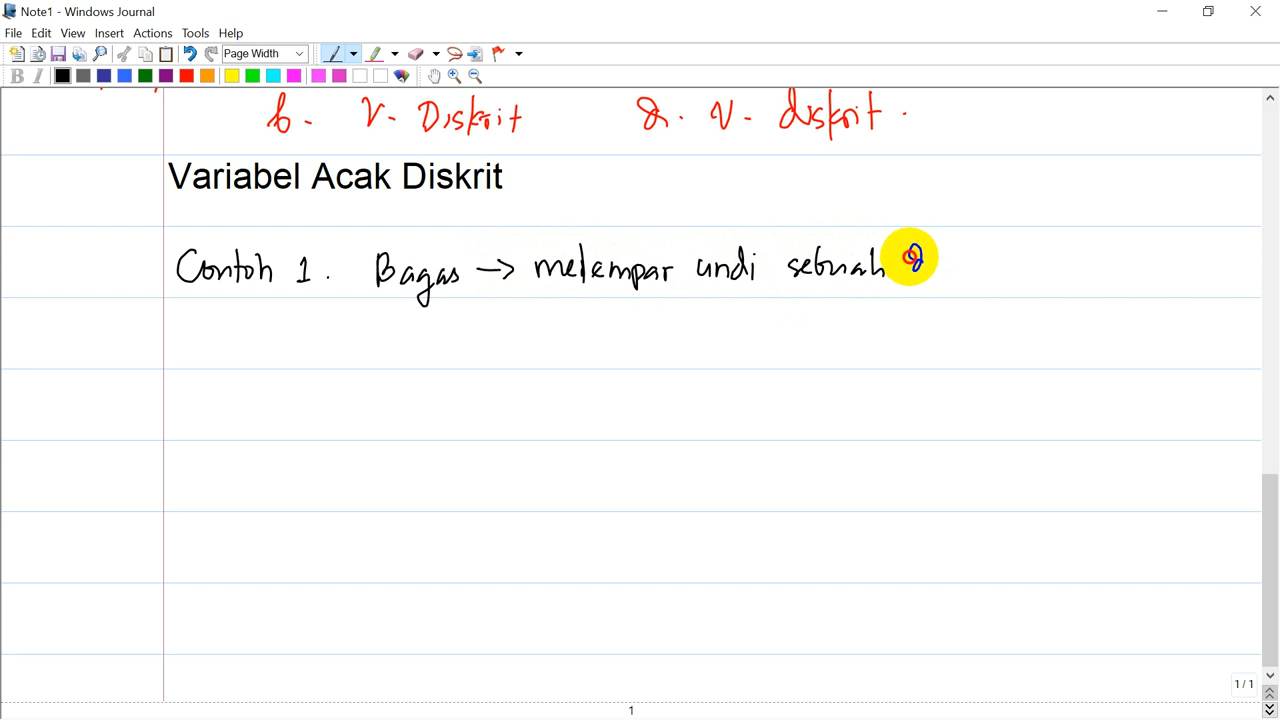 Note1 - Windows Journal
File Edit View Insert Actions Tools Help
Page Width
B I
b. V. Diskrit d. V. diskrit.
Variabel Acak Diskrit
Contoh 1. Bagas → melempar undi sebuah
1/1
1